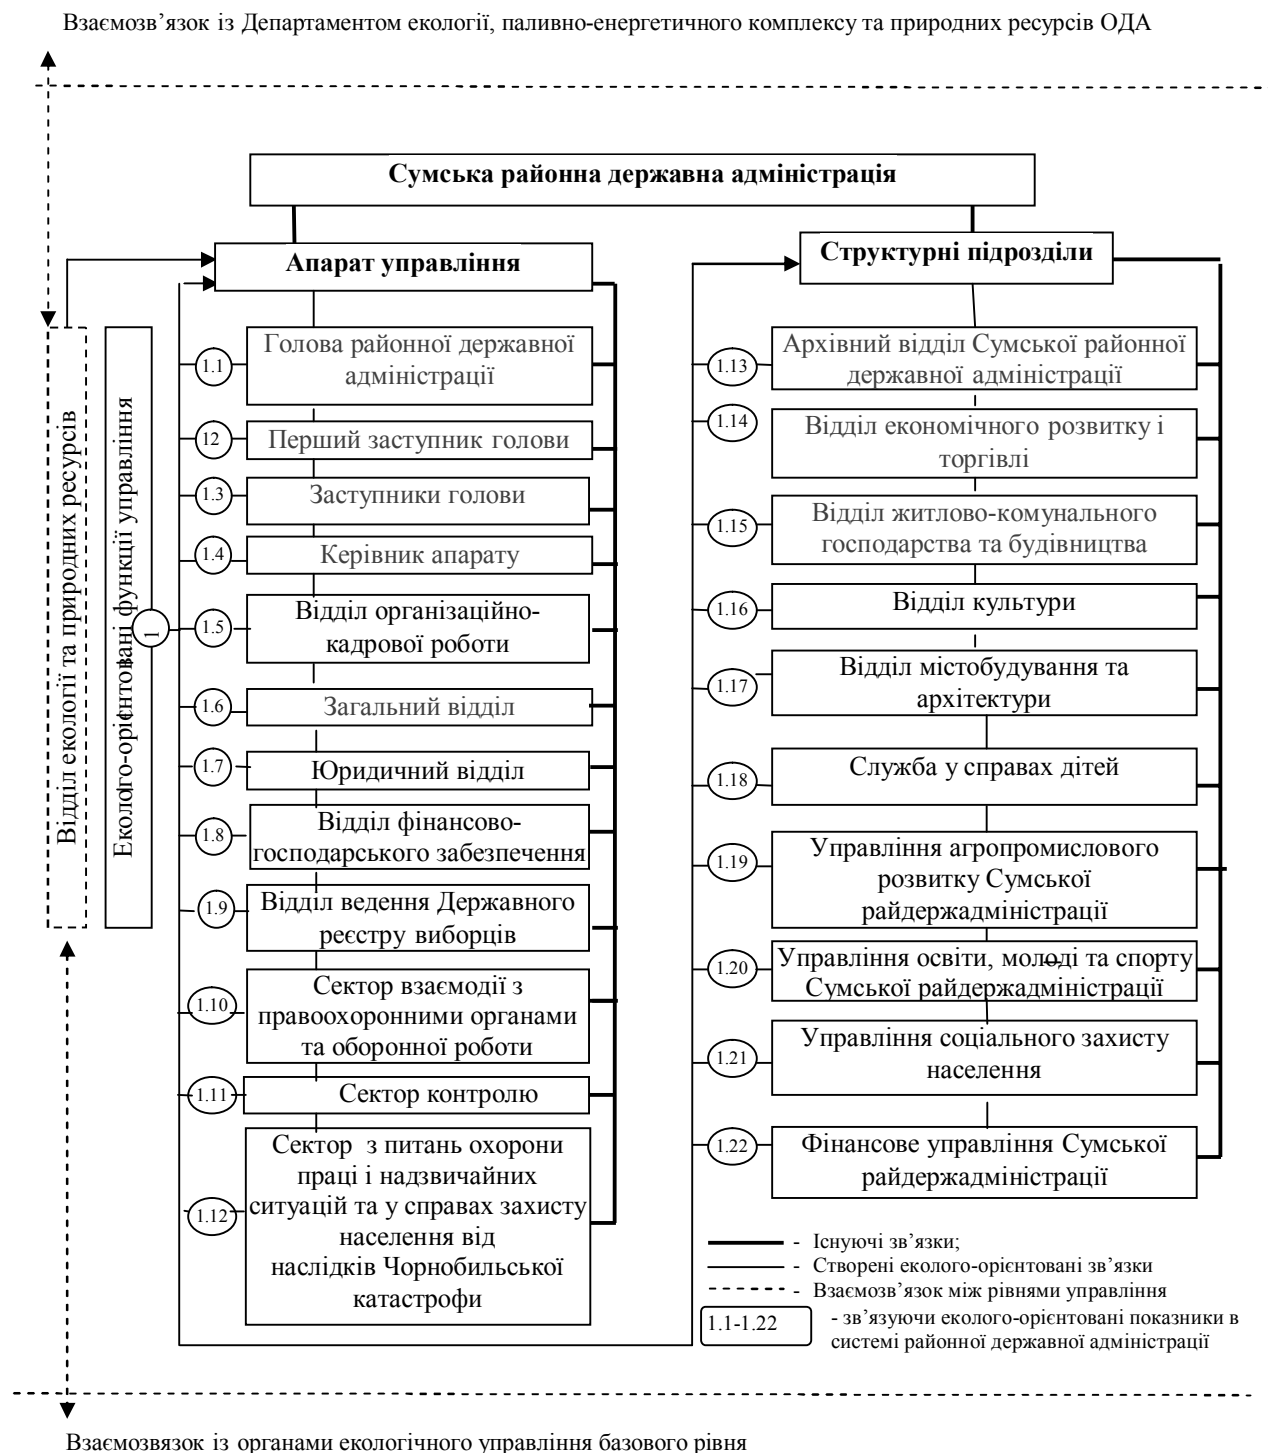 Взаємозв’язок із Департаментом екології, паливно-енергетичного комплексу та природних ресурсів ОДА
Сумська районна державна адміністрація
Апарат управління
Структурні підрозділи
Відділ екології та природних ресурсів
Еколого-орієнтовані функції управління
1
1.1
Голова районної державної
адміністрації
12
Перший заступник голови
1.3
Заступники голови
1.4
Керівник апарату
1.5
Відділ організаційно-
кадрової роботи
1.6
Загальний відділ
1.7
Юридичний відділ
1.8
Відділ фінансово-
господарського забезпечення
1.9
Відділ ведення Державного
реєстру виборців
1.10
Сектор взаємодії з
правоохоронними органами
та оборонної роботи
1.11
Сектор контролю
1.12
Сектор з питань охорони
праці і надзвичайних
ситуацій та у справах захисту
населення від
наслідків Чорнобильської
катастрофи
1.13
Архівний відділ Сумської районної
державної адміністрації
1.14
Відділ економічного розвитку і
торгівлі
1.15
Відділ житлово-комунального
господарства та будівництва
1.16
Відділ культури
1.17
Відділ містобудування та
архітектури
1.18
Служба у справах дітей
1.19
Управління агропромислового
розвитку Сумської
райдержадміністрації
1.20
Управління освіти, молоді та спорту
Сумської райдержадміністрації
1.21
Управління соціального захисту
населення
1.22
Фінансове управління Сумської
райдержадміністрації
- Існуючі зв’язки;
- Створені еколого-орієнтовані зв’язки
- Взаємозв’язок між рівнями управління
1.1-1.22
- зв’язуючи еколого-орієнтовані показники в
системі районної державної адміністрації
Взаємозвязок із органами екологічного управління базового рівня